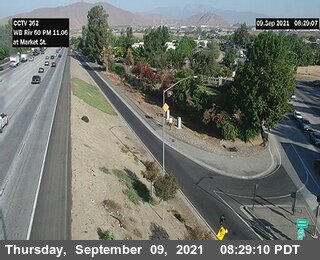 CCTV 362
WB Riv 60 PM 11.06
at Market St.
09.Sep 2021 08:29:07
Thursday, September 09, 2021 08:29:10 PDT